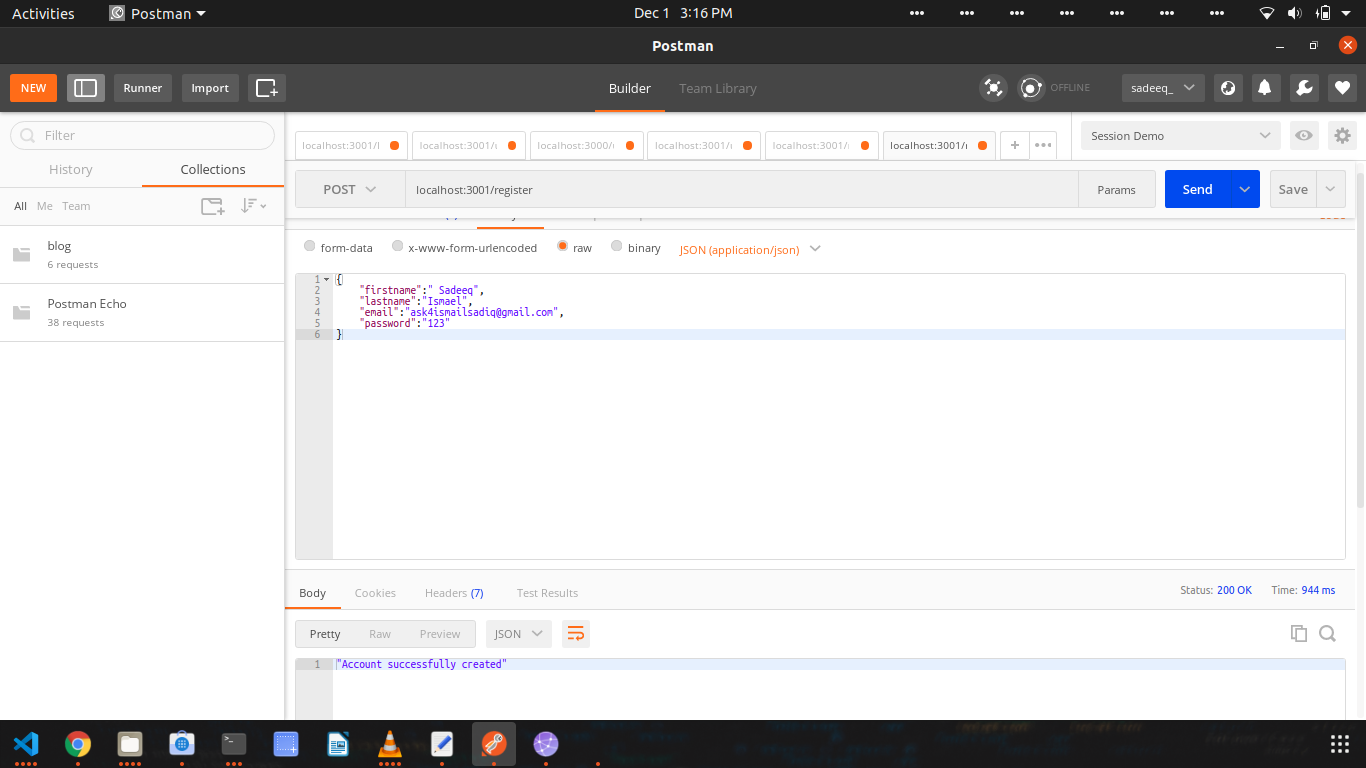 Activities Postman Dec 1 3:16 PM
Postman
NEW Runner Import Builder Team Library OFFLINE sadeeq_
Filter
History Collections
All Me Team
blog
6 requests
Postman Echo
38 requests
localhost:3001/ localhost:3001/ localhost:3000/ localhost:3001/ localhost:3001/ localhost:3001/ + Session Demo
POST localhost:3001/register Params Send Save
form-data x-www-form-urlencoded raw binary JSON (application/json)
1 {
2 "firstname":" Sadeeq",
3 "lastname":"Ismael",
4 "email":"ask4ismailsadiq@gmail.com",
5 "password":"123"
6 }
Body Cookies Headers (7) Test Results Status: 200 OK Time: 944 ms
Pretty Raw Preview JSON
1 "Account successfully created"